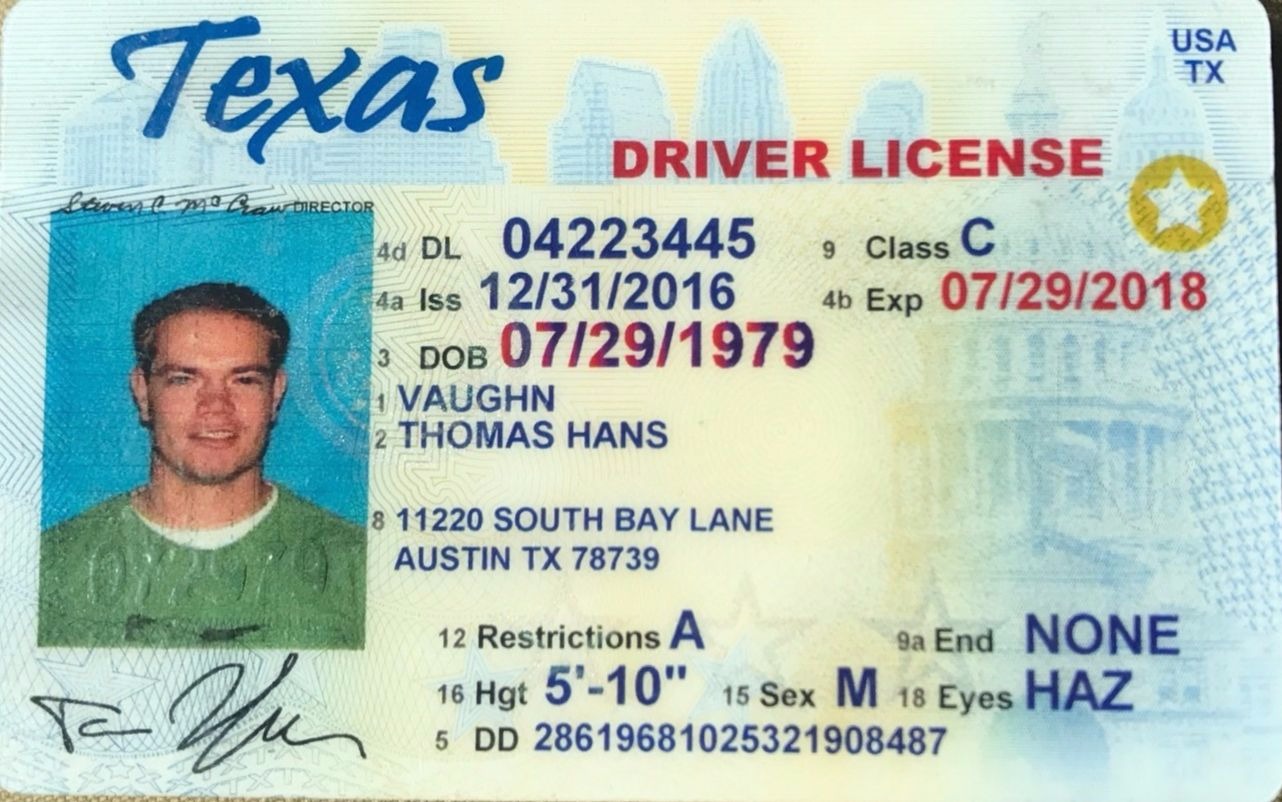 Texas
USA
TX
DRIVER LICENSE
Steven C McCraw DIRECTOR
4d DL 04223445 9 Class C
4a Iss 12/31/2016 4b Exp 07/29/2018
3 DOB 07/29/1979
1 VAUGHN
2 THOMAS HANS
8 11220 SOUTH BAY LANE
AUSTIN TX 78739
12 Restrictions A 9a End NONE
16 Hgt 5'-10" 15 Sex M 18 Eyes HAZ
5 DD 28619681025321908487